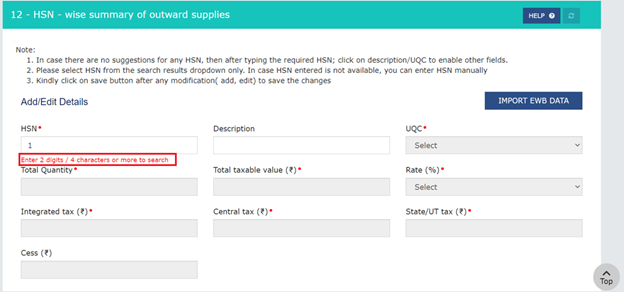 12 - HSN - wise summary of outward supplies
HELP
Note:
1. In case there are no suggestions for any HSN, then after typing the required HSN; click on description/UQC to enable other fields.
2. Please select HSN from the search results dropdown only. In case HSN entered is not available, you can enter HSN manually
3. Kindly click on save button after any modification( add, edit) to save the changes
Add/Edit Details
IMPORT EWB DATA
HSN* Description UQC*
1 Select
Enter 2 digits / 4 characters or more to search
Total Quantity* Total taxable value (₹)* Rate (%)*
Select
Integrated tax (₹)* Central tax (₹)* State/UT tax (₹)*
Cess (₹)
Top